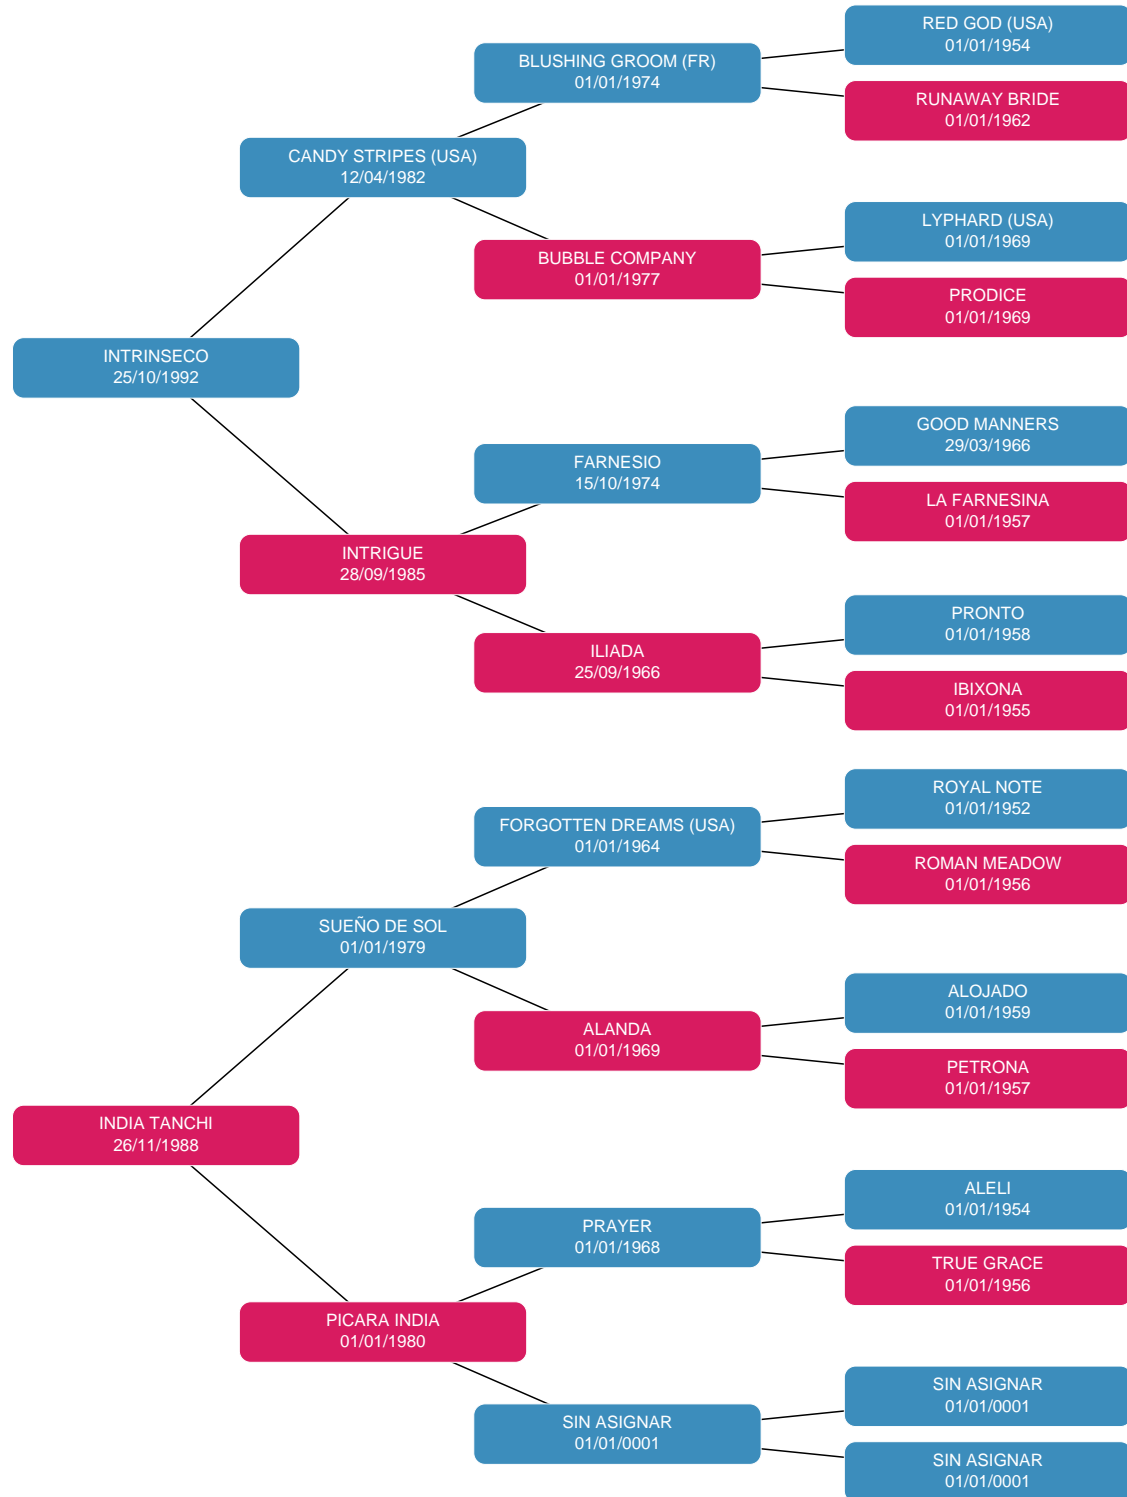 RED GOD (USA)
01/01/1954
BLUSHING GROOM (FR)
01/01/1974
RUNAWAY BRIDE
01/01/1962
CANDY STRIPES (USA)
12/04/1982
LYPHARD (USA)
01/01/1969
BUBBLE COMPANY
01/01/1977
PRODICE
01/01/1969
INTRINSECO
25/10/1992
GOOD MANNERS
29/03/1966
FARNESIO
15/10/1974
LA FARNESINA
01/01/1957
INTRIGUE
28/09/1985
PRONTO
01/01/1958
ILIADA
25/09/1966
IBIXONA
01/01/1955
ROYAL NOTE
01/01/1952
FORGOTTEN DREAMS (USA)
01/01/1964
ROMAN MEADOW
01/01/1956
SUEÑO DE SOL
01/01/1979
ALOJADO
01/01/1959
ALANDA
01/01/1969
PETRONA
01/01/1957
INDIA TANCHI
26/11/1988
ALELI
01/01/1954
PRAYER
01/01/1968
TRUE GRACE
01/01/1956
PICARA INDIA
01/01/1980
SIN ASIGNAR
01/01/0001
SIN ASIGNAR
01/01/0001
SIN ASIGNAR
01/01/0001